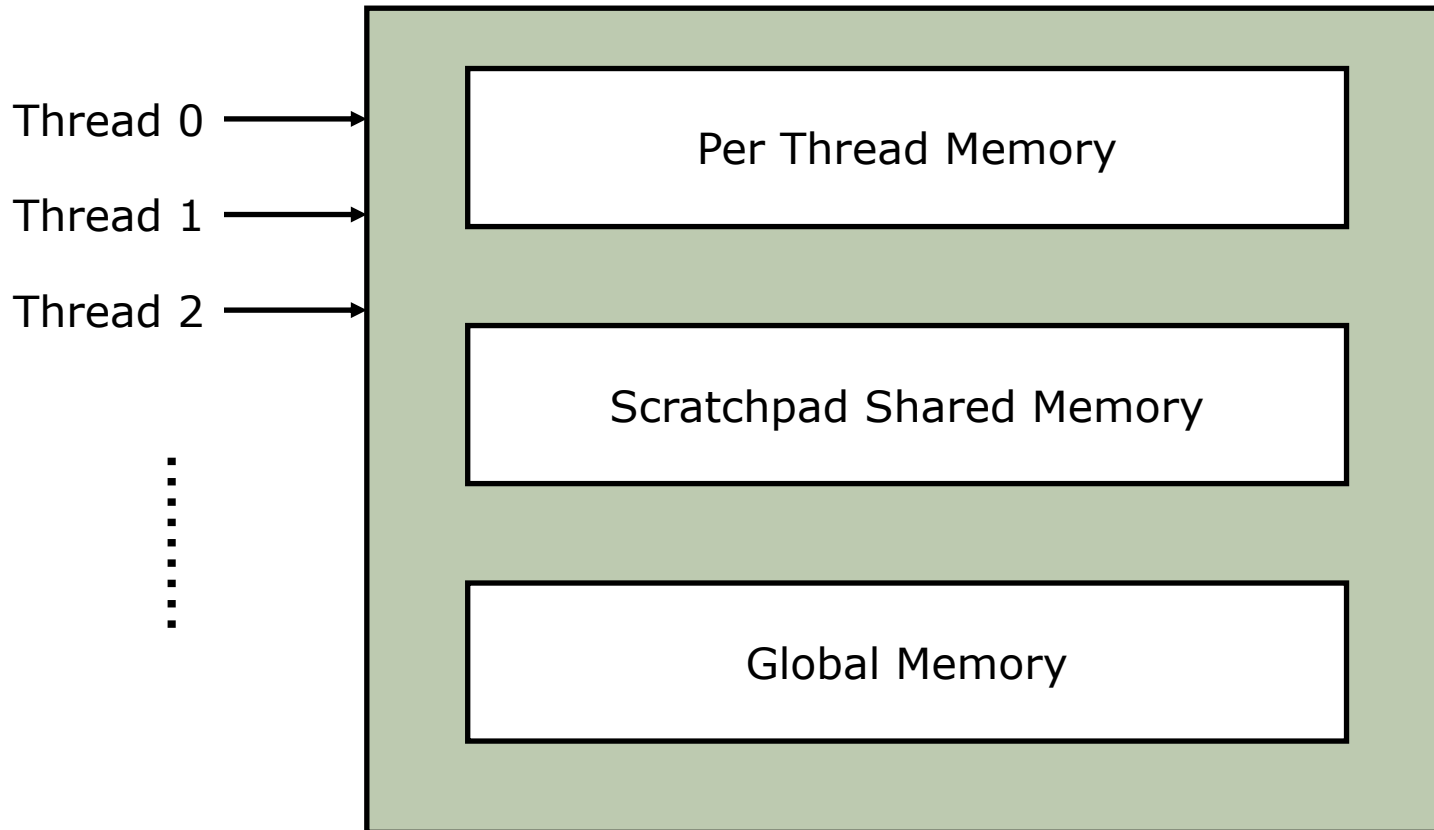 Thread 0
Thread 1
Thread 2
Per Thread Memory
Scratchpad Shared Memory
Global Memory